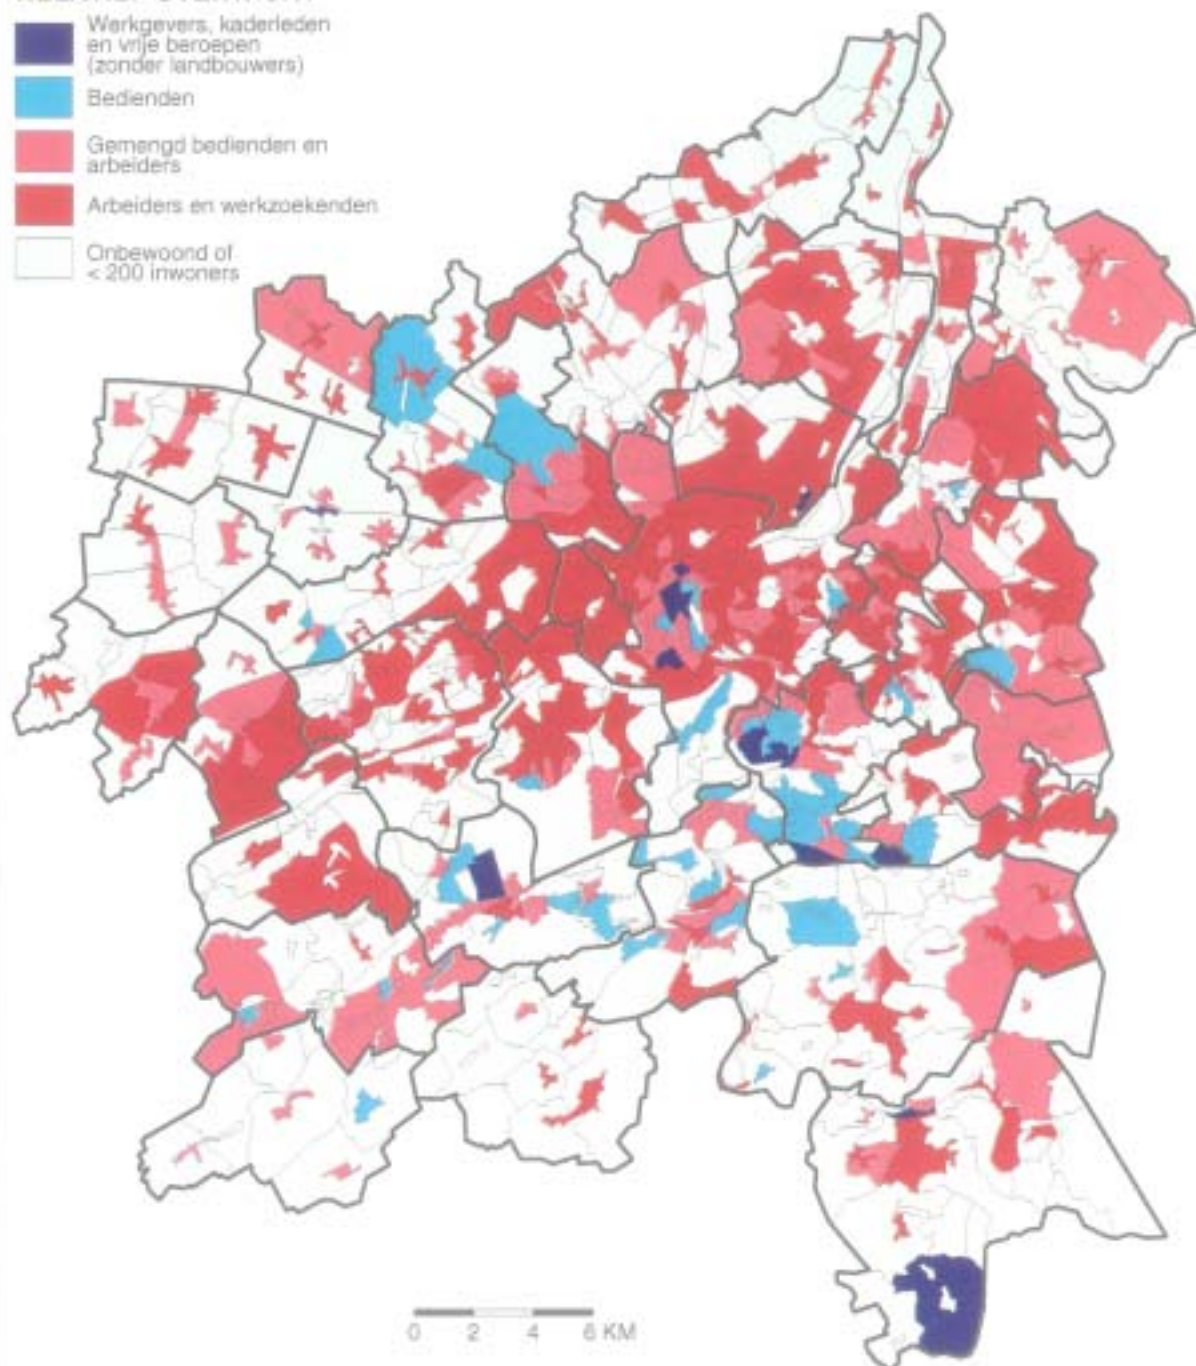 Werkgevers, kaderleden
en vrije beroepen
(zonder landbouwers)
Bedienden
Gemengd bedienden en
arbeiders
Arbeiders en werkzoekenden
Onbewoond of
< 200 inwoners
0 2 4 6 KM